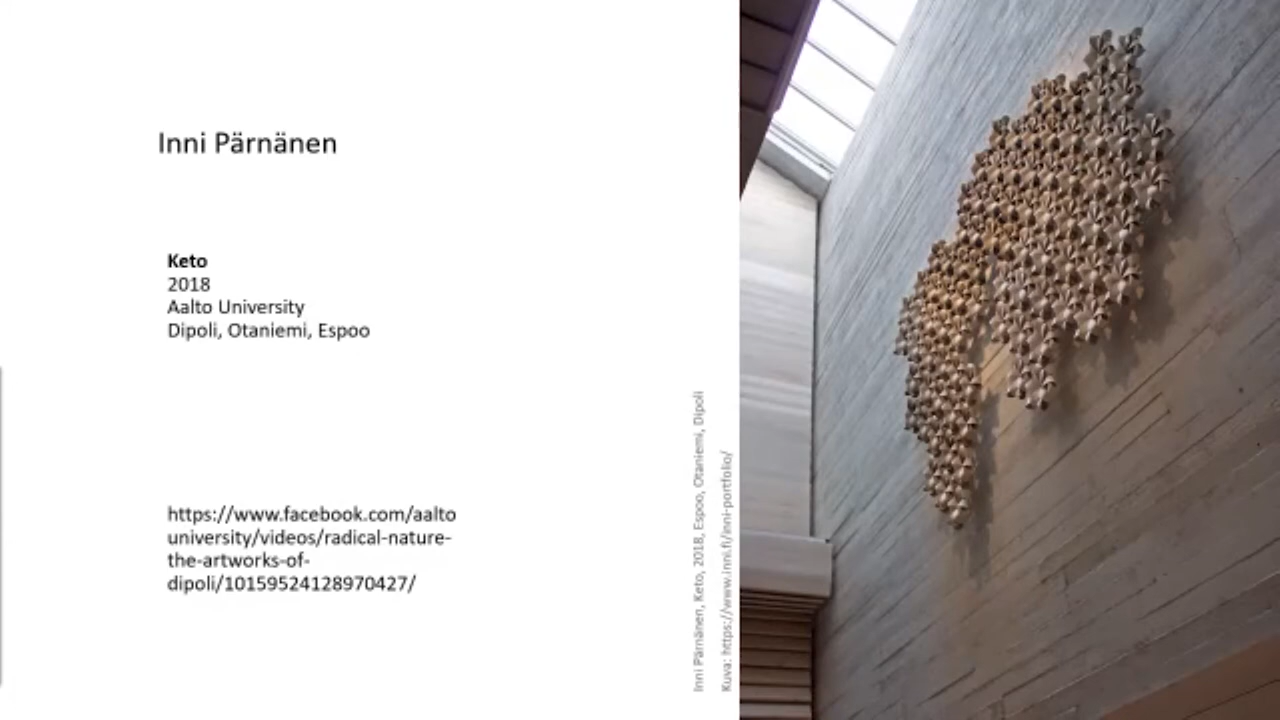 Inni Pärnänen
Keto
2018
Aalto University
Dipoli, Otaniemi, Espoo
https://www.facebook.com/aalto
university/videos/radical-nature-
the-artworks-of-
dipoli/10159524128970427/
Inni Pärnänen, Keto, 2018, Espoo, Otaniemi, Dipoli
Kuva: https://www.inni.fi/inni-portfolio/